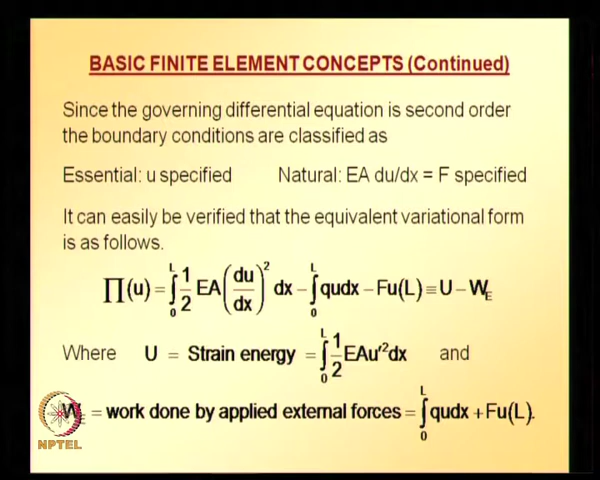 BASIC FINITE ELEMENT CONCEPTS (Continued)
Since the governing differential equation is second order
the boundary conditions are classified as
Essential: u specified Natural: EA du/dx = F specified
It can easily be verified that the equivalent variational form
is as follows.
∏(u) = ∫₀ᴸ 1/2 EA (du/dx)² dx − ∫₀ᴸ qudx − Fu(L) ≡ U − W_E
Where U = Strain energy = ∫₀ᴸ 1/2 EAu′²dx and
W_E = work done by applied external forces = ∫₀ᴸ qudx + Fu(L).
NPTEL